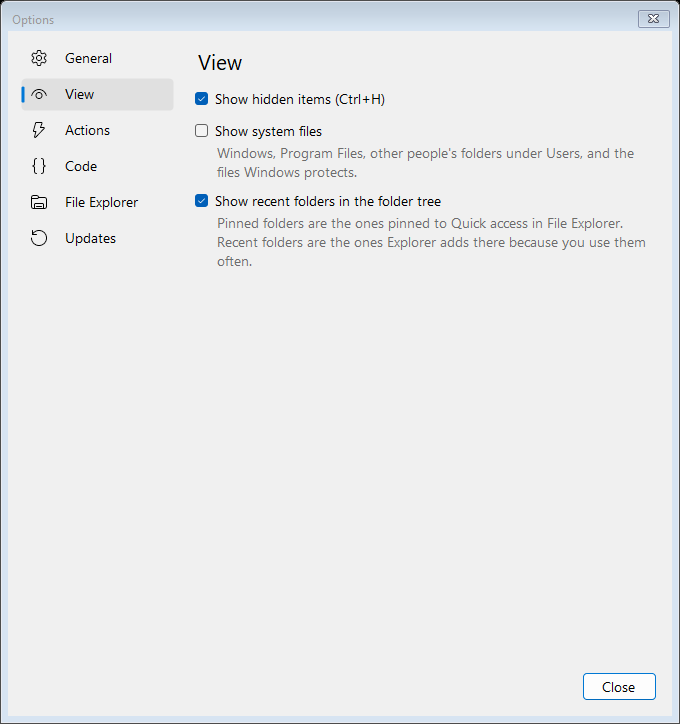 Options
General
View
Actions
Code
File Explorer
Updates
View
Show hidden items (Ctrl+H)
Show system files
Windows, Program Files, other people's folders under Users, and the
files Windows protects.
Show recent folders in the folder tree
Pinned folders are the ones pinned to Quick access in File Explorer.
Recent folders are the ones Explorer adds there because you use them
often.
Close